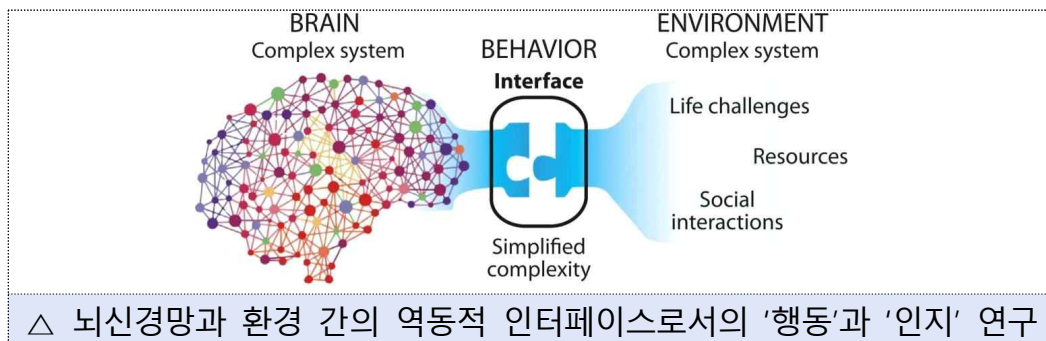 BRAIN
Complex system
BEHAVIOR
Interface
Simplified
complexity
ENVIRONMENT
Complex system
Life challenges
Resources
Social
interactions
△ 뇌신경망과 환경 간의 역동적 인터페이스로서의 '행동'과 '인지' 연구